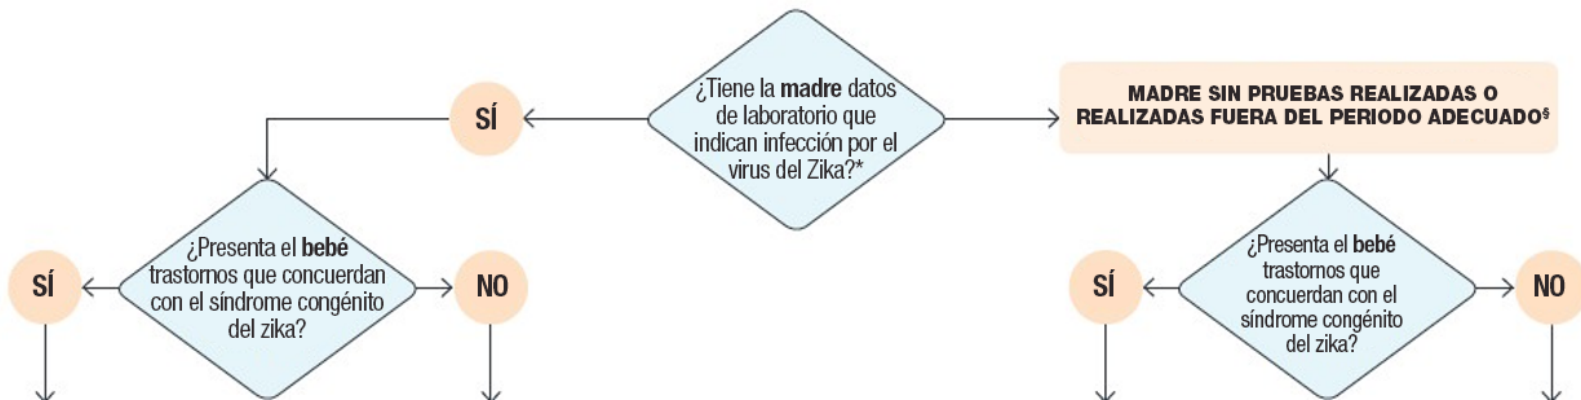 ¿Tiene la madre datos
de laboratorio que
indican infección por el
virus del Zika?*
SÍ
MADRE SIN PRUEBAS REALIZADAS O
REALIZADAS FUERA DEL PERIODO ADECUADO§
¿Presenta el bebé
trastornos que concuerdan
con el síndrome congénito
del zika?
SÍ
NO
¿Presenta el bebé
trastornos que
concuerdan con el
síndrome congénito
del zika?
SÍ
NO